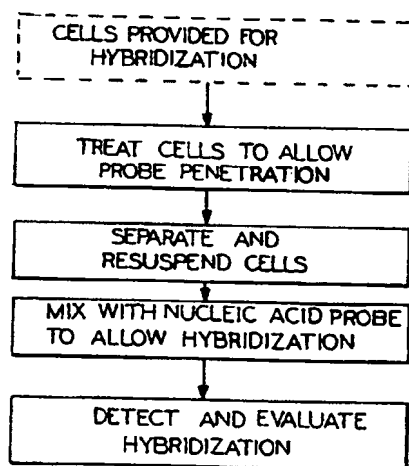 CELLS PROVIDED FOR
HYBRIDIZATION
TREAT CELLS TO ALLOW
PROBE PENETRATION
SEPARATE AND
RESUSPEND CELLS
MIX WITH NUCLEIC ACID PROBE
TO ALLOW HYBRIDIZATION
DETECT AND EVALUATE
HYBRIDIZATION